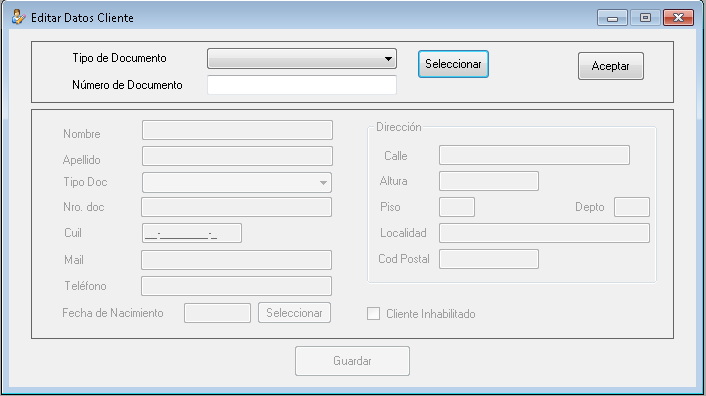 Editar Datos Cliente
Tipo de Documento
Seleccionar
Aceptar
Número de Documento
Nombre
Apellido
Tipo Doc
Nro. doc
Cuil
__-________-_
Mail
Teléfono
Fecha de Nacimiento
Seleccionar
Dirección
Calle
Altura
Piso
Depto
Localidad
Cod Postal
Cliente Inhabilitado
Guardar